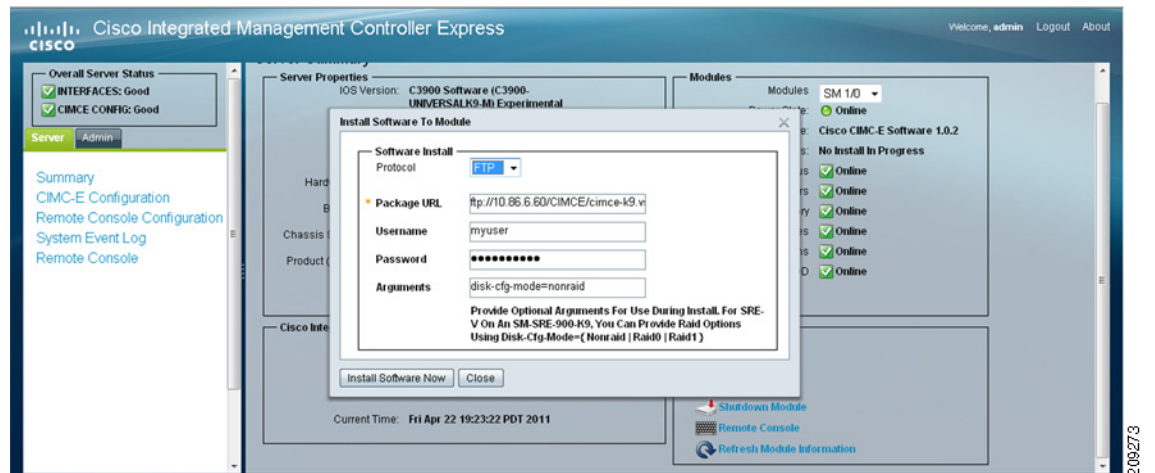 CISCO
Cisco Integrated Management Controller Express
Welcome, admin Logout About
Overall Server Status
INTERFACES: Good
CIMCE CONFIG: Good
Server Admin
Summary
CIMC-E Configuration
Remote Console Configuration
System Event Log
Remote Console
Server Properties
IOS Version: C3900 Software (C3900-
UNIVERSALK9-M) Experimental
Hard
Chassis
Product (
Cisco Inte
Current Time: Fri Apr 22 19:23:22 PDT 2011
Install Software To Module
Software Install
Protocol FTP
* Package URL ftp://10.86.6.60/CIMCE/cimce-k9.v
Username myuser
Password ●●●●●●●●●●
Arguments disk-cfg-mode=nonraid
Provide Optional Arguments For Use During Install. For SRE-
V On An SM-SRE-900-K9, You Can Provide Raid Options
Using Disk-Cfg-Mode={ Nonraid | Raid0 | Raid1 }
Install Software Now Close
Modules
Modules SM 1/0
Online
Cisco CIMC-E Software 1.0.2
No Install In Progress
Online
Online
Online
Online
Online
Online
Shutdown Module
Remote Console
Refresh Module Information
209273